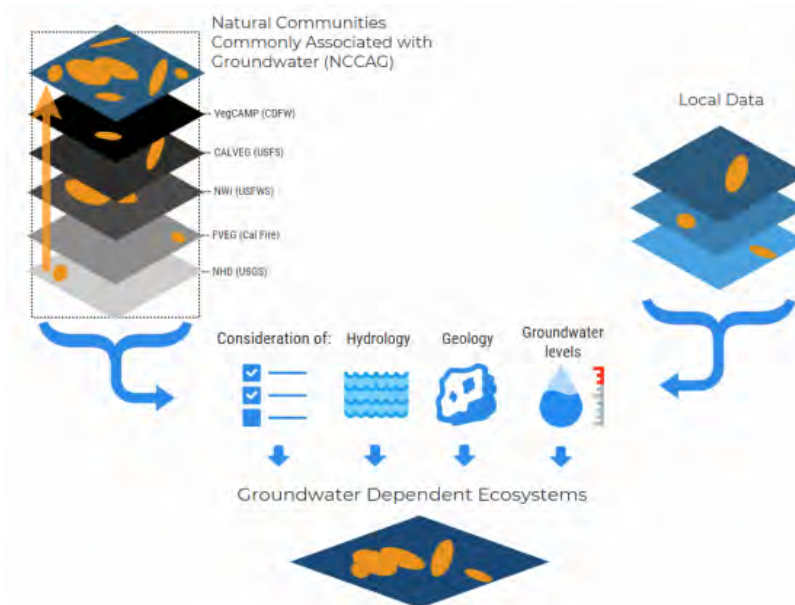 Natural Communities
Commonly Associated with
Groundwater (NCCAG)
VegCAMP (CDFW)
CALVEG (USFS)
NWI (USFWS)
FVEG (Cal Fire)
NHD (USGS)
Local Data
Consideration of:
Hydrology
Geology
Groundwater
levels
Groundwater Dependent Ecosystems